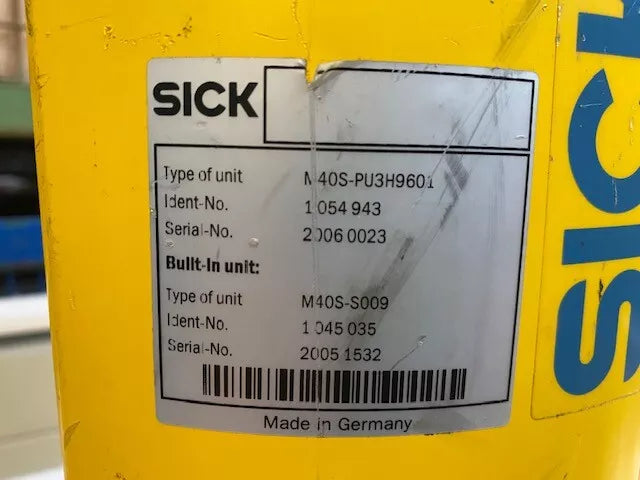 SICK
Type of unit M40S-PU3H9601
Ident-No. 1 054 943
Serial-No. 2006 0023
Built-In unit:
Type of unit M40S-S009
Ident-No. 1 045 035
Serial-No. 2005 1532
Made in Germany
SICK